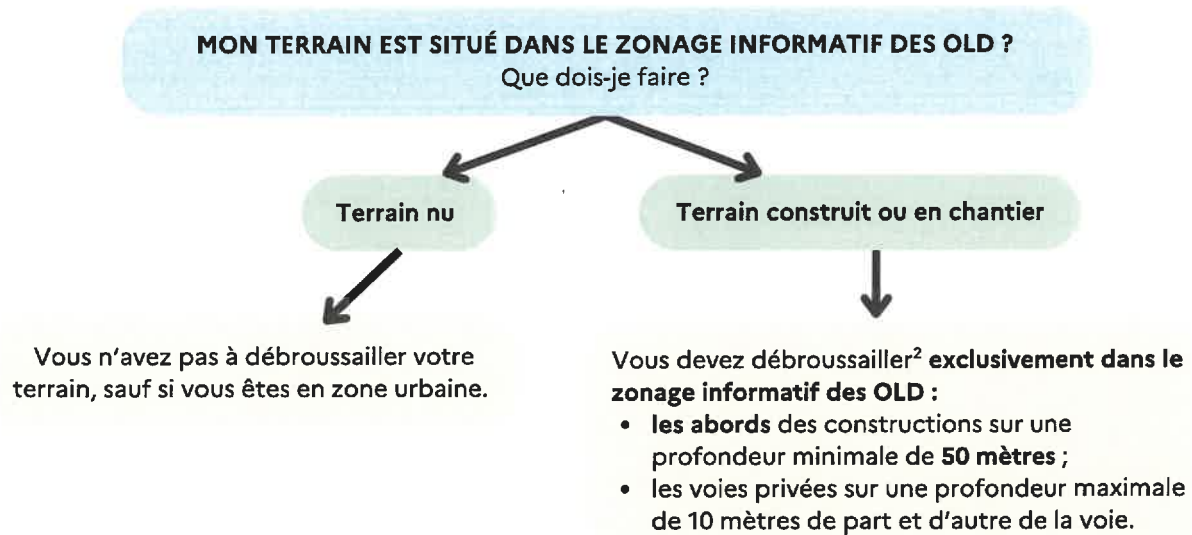 MON TERRAIN EST SITUÉ DANS LE ZONAGE INFORMATIF DES OLD ?
Que dois-je faire ?
Terrain nu
Terrain construit ou en chantier
Vous n'avez pas à débroussailler votre
terrain, sauf si vous êtes en zone urbaine.
Vous devez débroussailler² exclusivement dans le
zonage informatif des OLD :
• les abords des constructions sur une
profondeur minimale de 50 mètres ;
• les voies privées sur une profondeur maximale
de 10 mètres de part et d'autre de la voie.